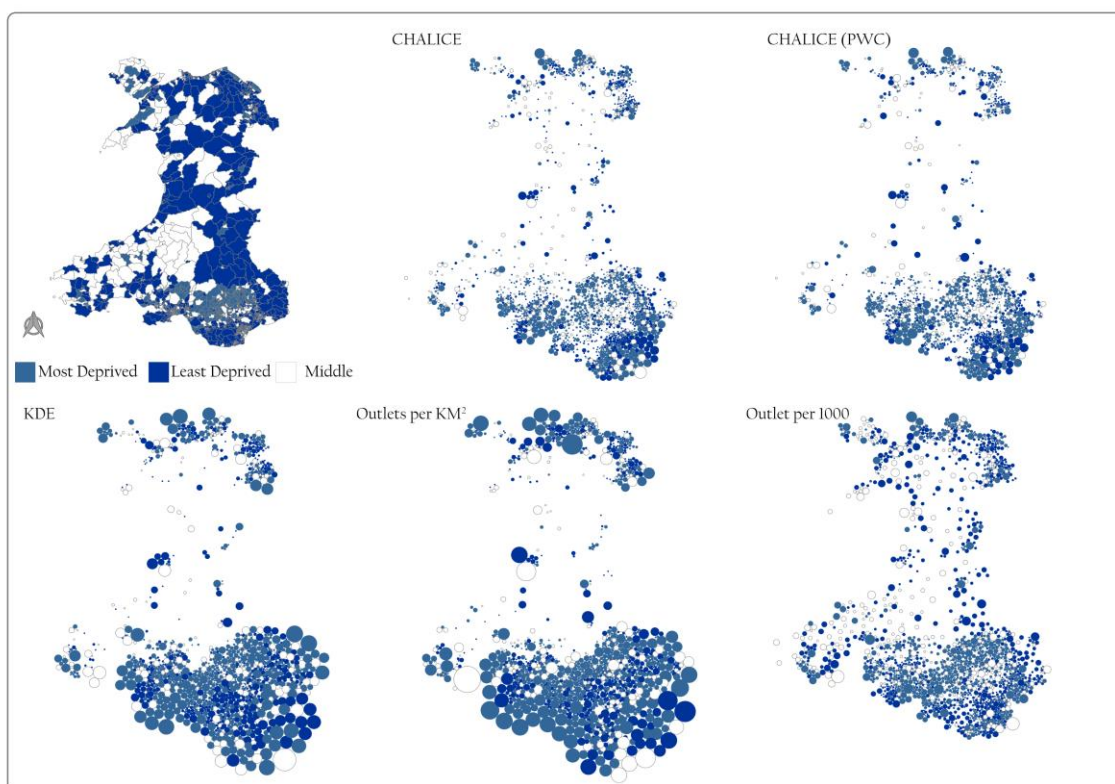 CHALICE
CHALICE (PWC)
Most Deprived
Least Deprived
Middle
KDE
Outlets per KM²
Outlet per 1000